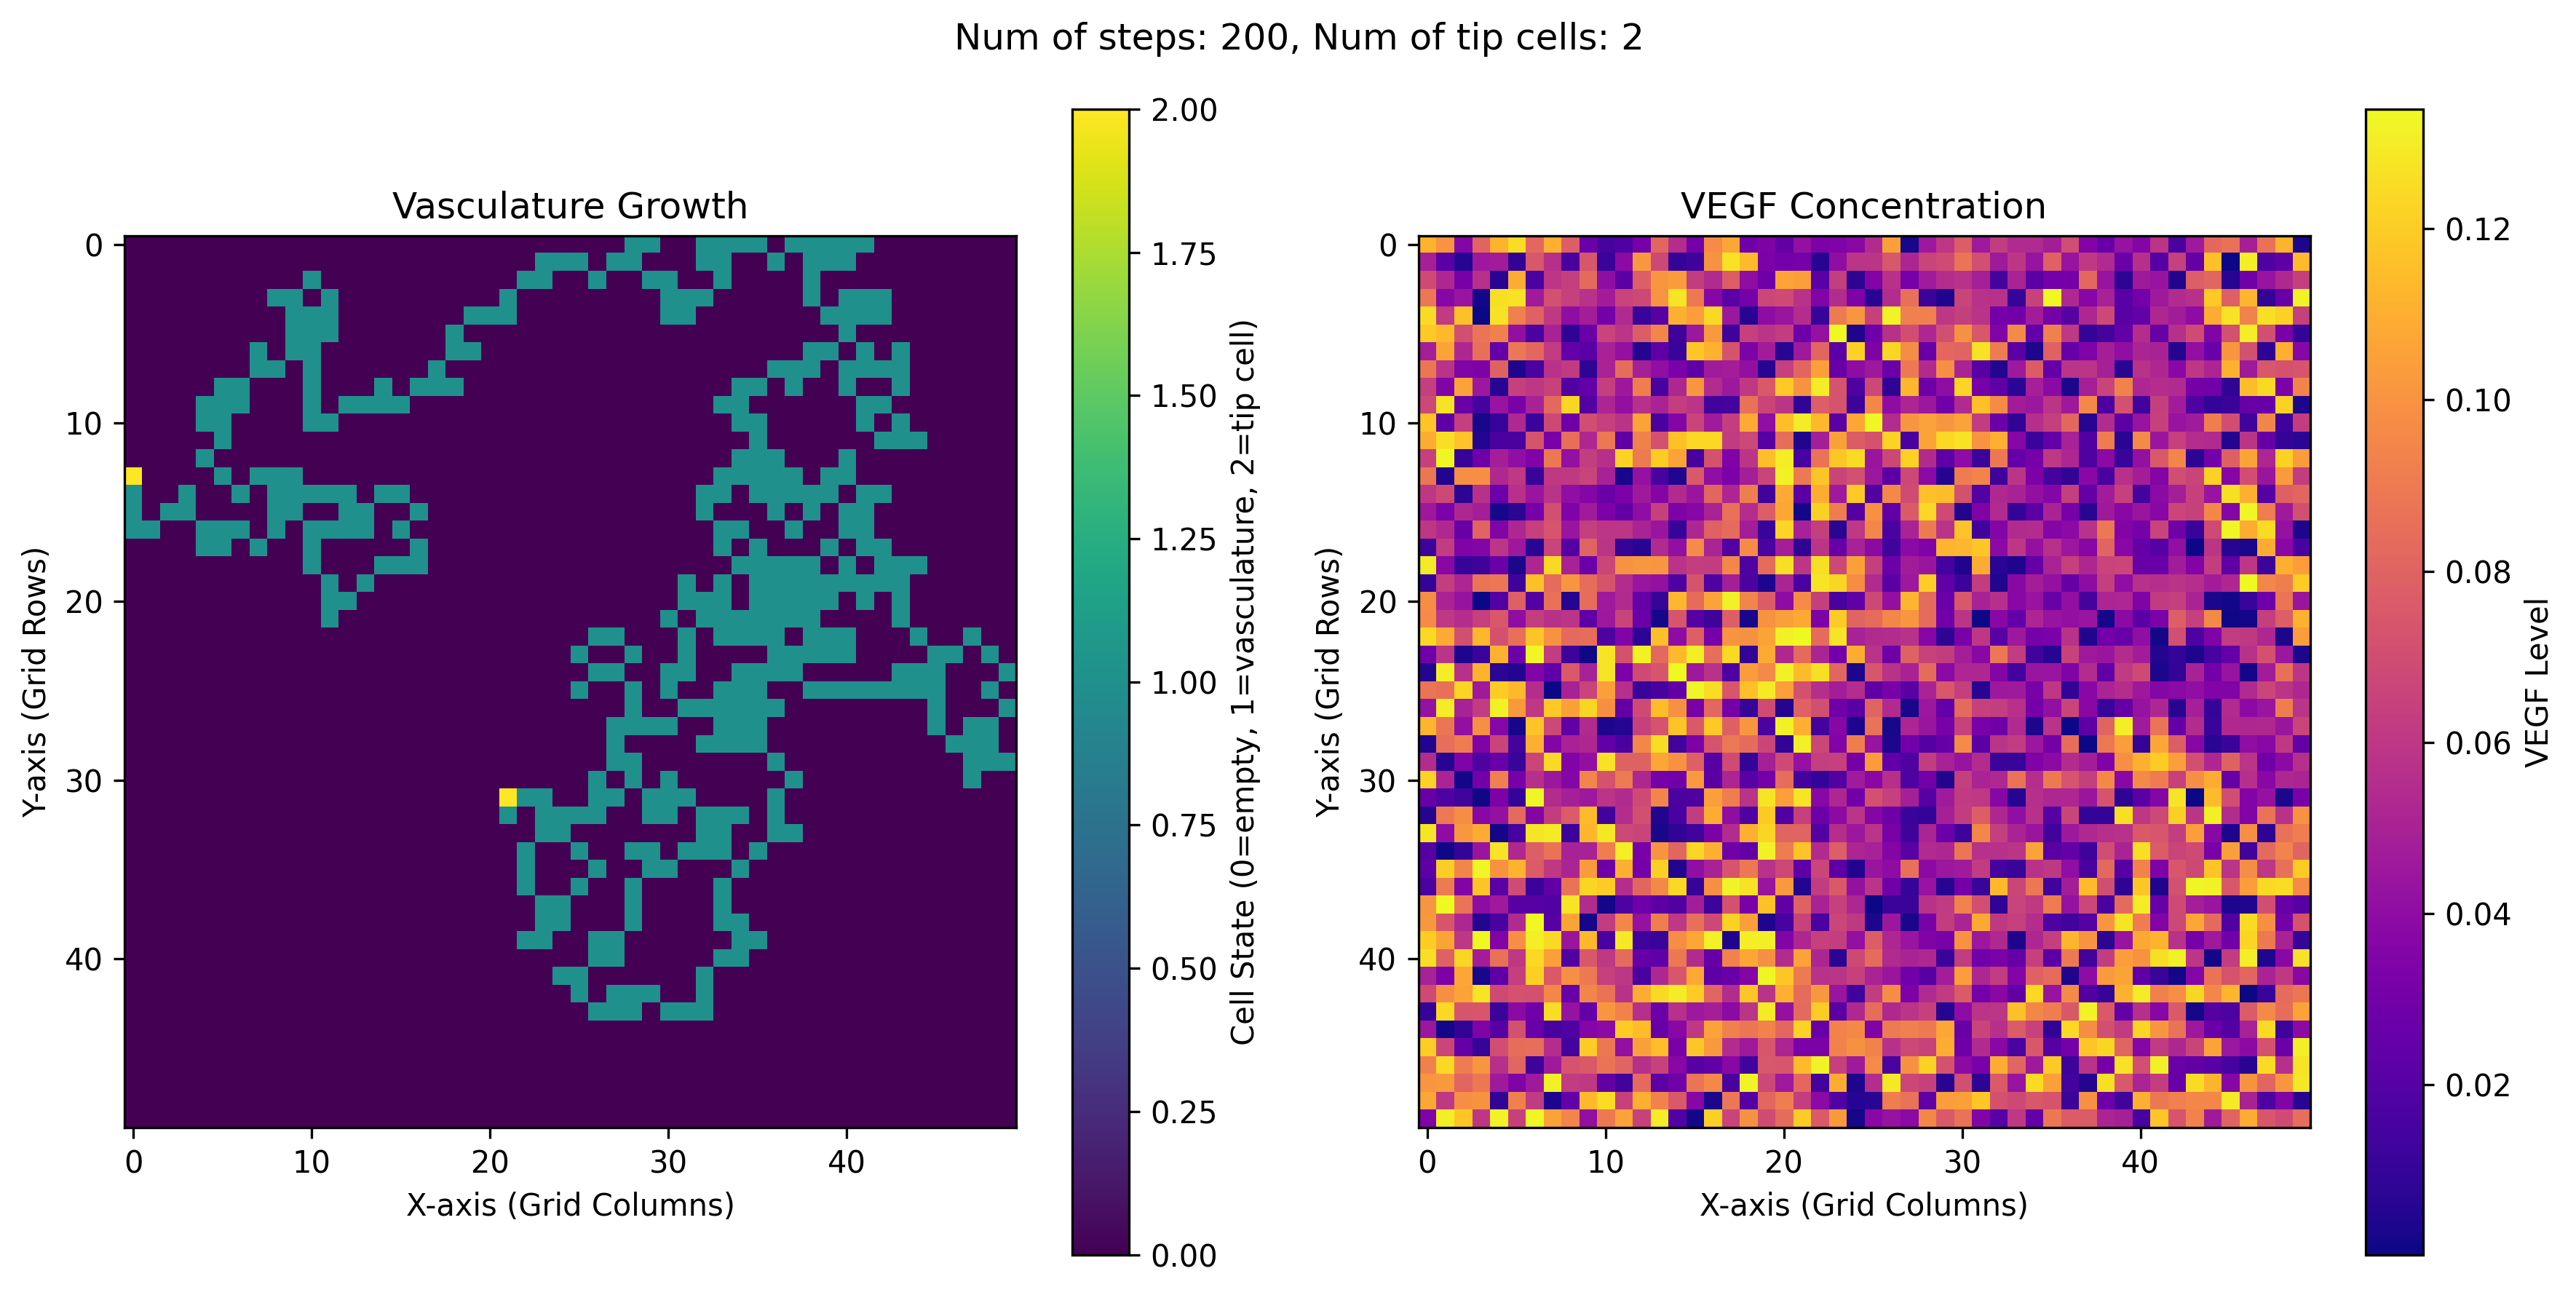 Num of steps: 200, Num of tip cells: 2
Vasculature Growth
0
10
20
30
40
Y-axis (Grid Rows)
0 10 20 30 40
X-axis (Grid Columns)
2.00
1.75
1.50
1.25
1.00
0.75
0.50
0.25
0.00
Cell State (0=empty, 1=vasculature, 2=tip cell)
VEGF Concentration
0
10
20
30
40
Y-axis (Grid Rows)
0 10 20 30 40
X-axis (Grid Columns)
0.12
0.10
0.08
0.06
0.04
0.02
VEGF Level